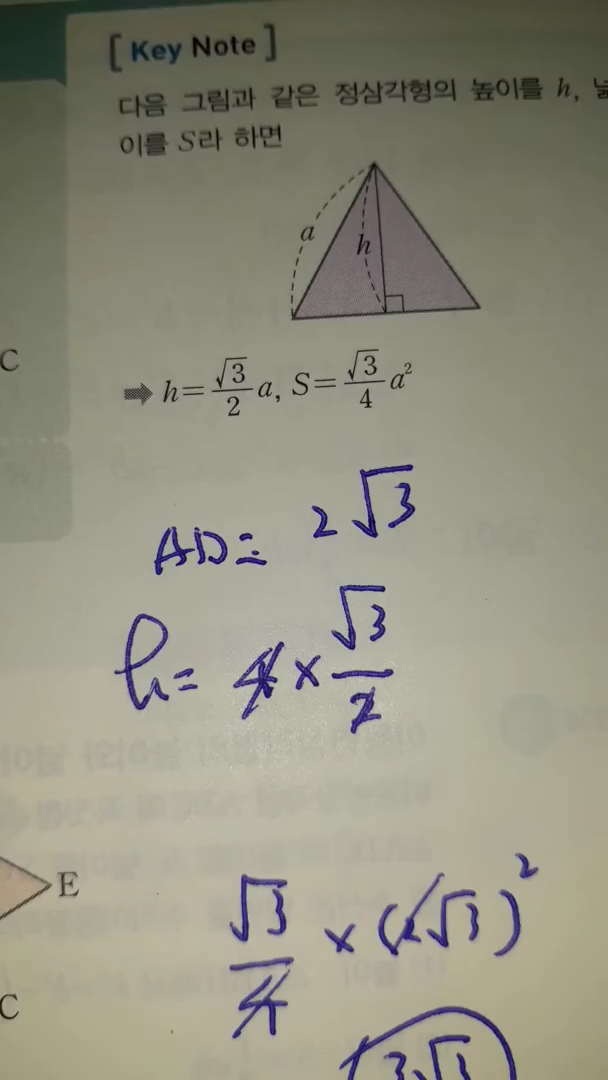 [Key Note]
다음 그림과 같은 정삼각형의 높이를 h,
이를 S라 하면
a
h
C
➡ h=√3/2 a, S=√3/4 a²
AD= 2√3
h= 4×√3/2
E
√3/4 × (2√3)²
C
3√3